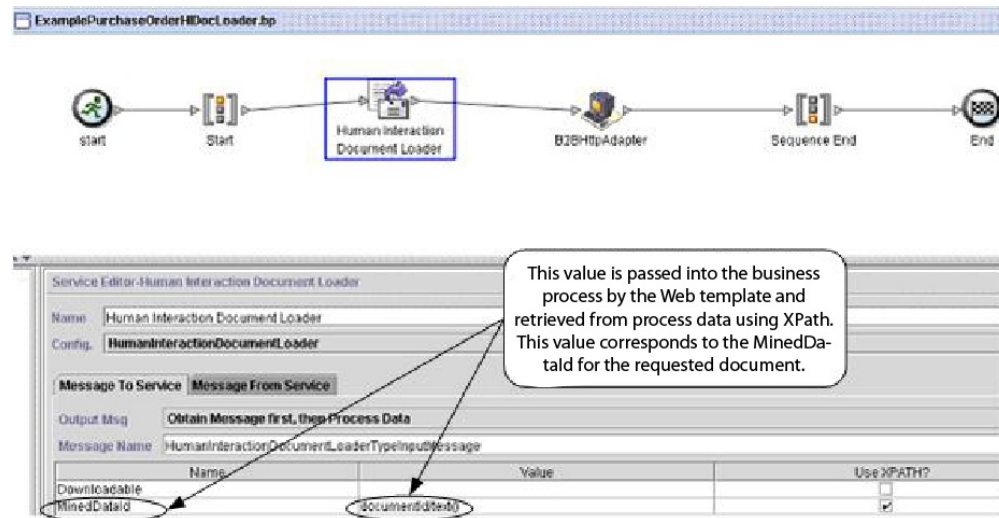 ExamplePurchaseOrderHIDocLoader.bp
start
Start
Human Interaction
Document Loader
B2BHttpAdapter
Sequence End
End
This value is passed into the business
process by the Web template and
retrieved from process data using XPath.
This value corresponds to the MinedDa-
taId for the requested document.
Service Editor-Human Interaction Document Loader
Name Human Interaction Document Loader
Config. HumanInteractionDocumentLoader
Message To Service Message From Service
Output Msg Obtain Message first, then Process Data
Message Name HumanInteractionDocumentLoaderTypeInputMessage
Name Value Use XPATH?
Downloadable
MinedDataId documentId/text()